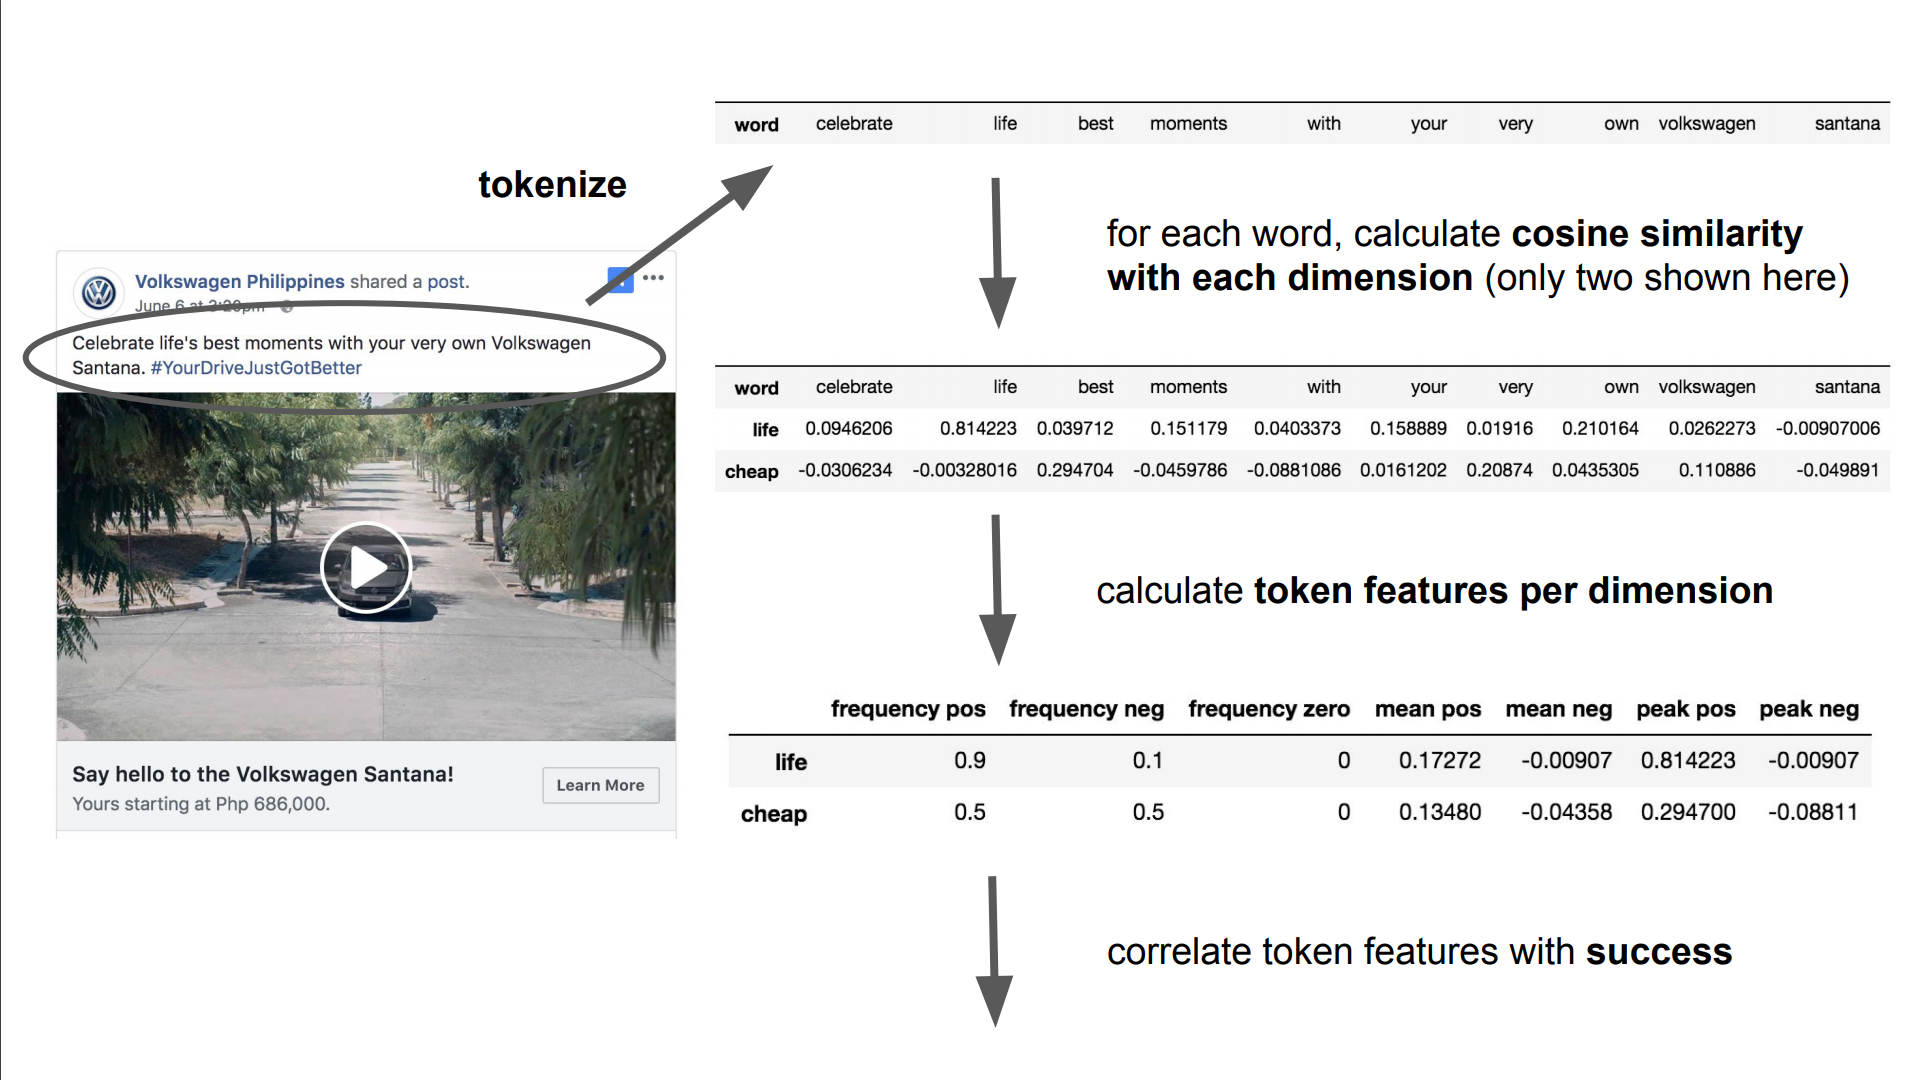 tokenize
Volkswagen Philippines shared a post.
June 6 at 3:20pm
Celebrate life's best moments with your very own Volkswagen
Santana. #YourDriveJustGotBetter
Say hello to the Volkswagen Santana!
Yours starting at Php 686,000.
Learn More
word celebrate life best moments with your very own volkswagen santana
for each word, calculate cosine similarity
with each dimension (only two shown here)
word celebrate life best moments with your very own volkswagen santana
life 0.0946206 0.814223 0.039712 0.151179 0.0403373 0.158889 0.01916 0.210164 0.0262273 -0.00907006
cheap -0.0306234 -0.00328016 0.294704 -0.0459786 -0.0881086 0.0161202 0.20874 0.0435305 0.110886 -0.049891
calculate token features per dimension
frequency pos frequency neg frequency zero mean pos mean neg peak pos peak neg
life 0.9 0.1 0 0.17272 -0.00907 0.814223 -0.00907
cheap 0.5 0.5 0 0.13480 -0.04358 0.294700 -0.08811
correlate token features with success